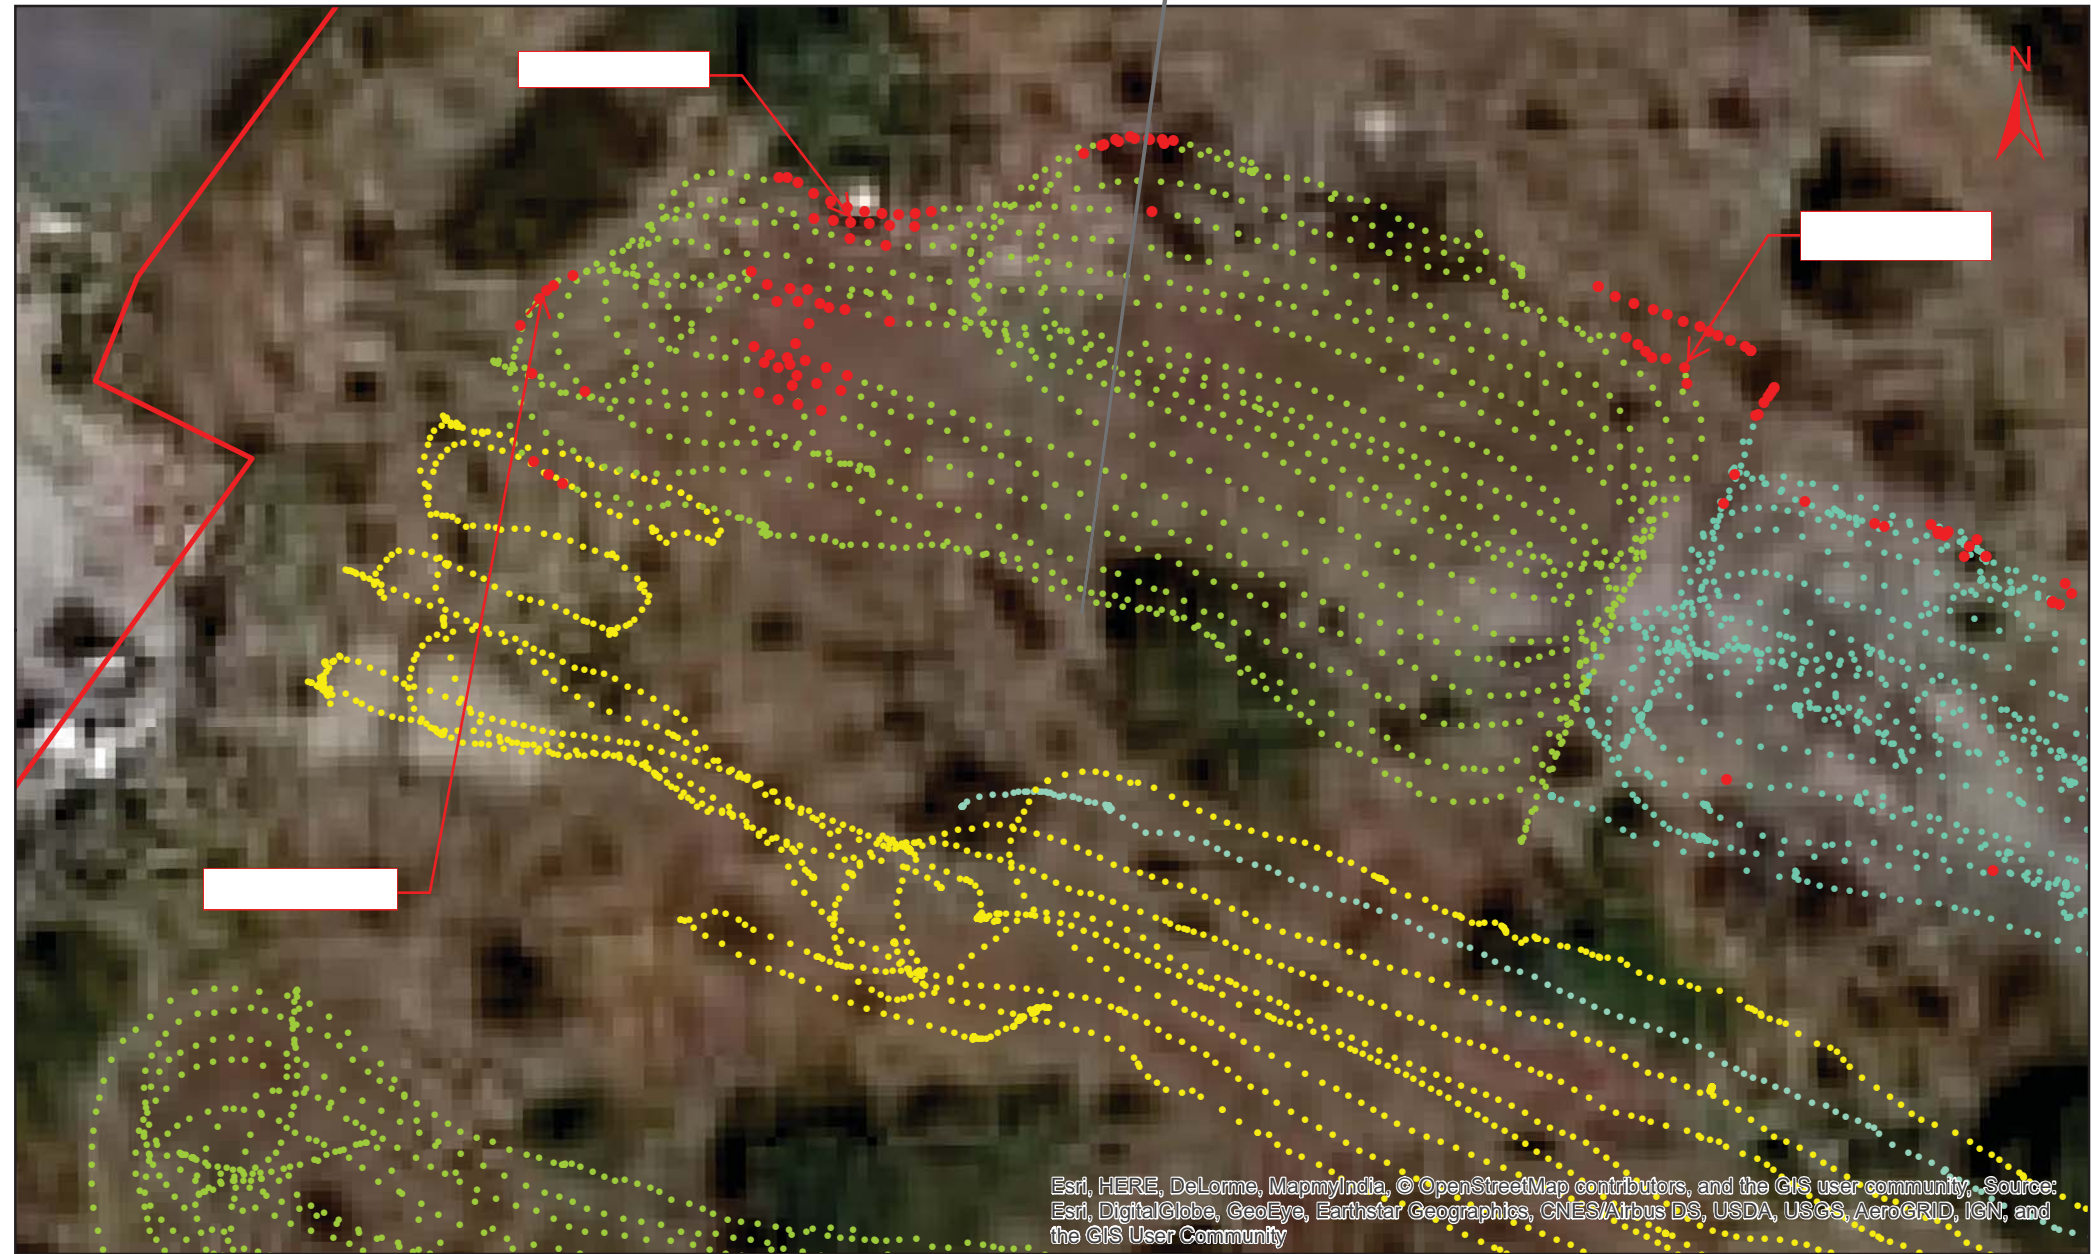 N
Esri, HERE, DeLorme, MapmyIndia, © OpenStreetMap contributors, and the GIS user community, Source:
Esri, DigitalGlobe, GeoEye, Earthstar Geographics, CNES/Airbus DS, USDA, USGS, AeroGRID, IGN, and
the GIS User Community